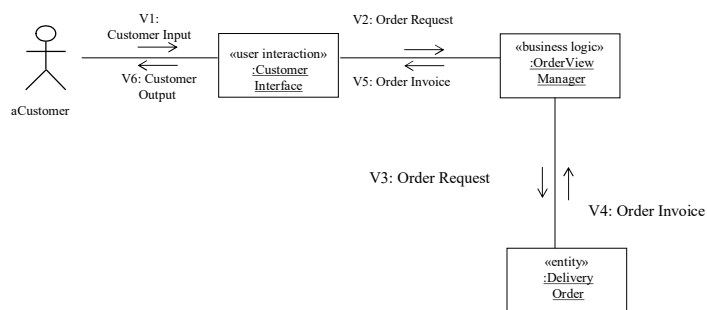 V1:
Customer Input
V2: Order Request
«user interaction»
:Customer
Interface
«business logic»
:OrderView
Manager
V6: Customer
Output
V5: Order Invoice
aCustomer
V3: Order Request
V4: Order Invoice
«entity»
:Delivery
Order